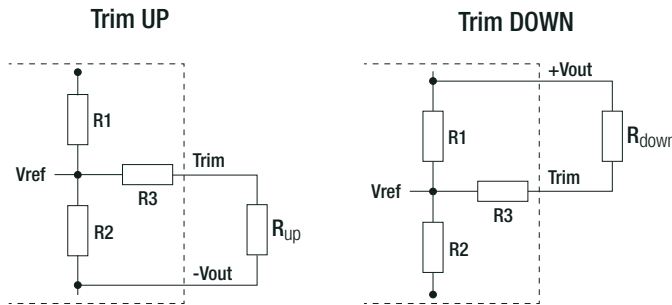 Trim UP
R1
Vref
Trim
R3
R2
Rup
-Vout
Trim DOWN
+Vout
R1
Rdown
Vref
Trim
R3
R2